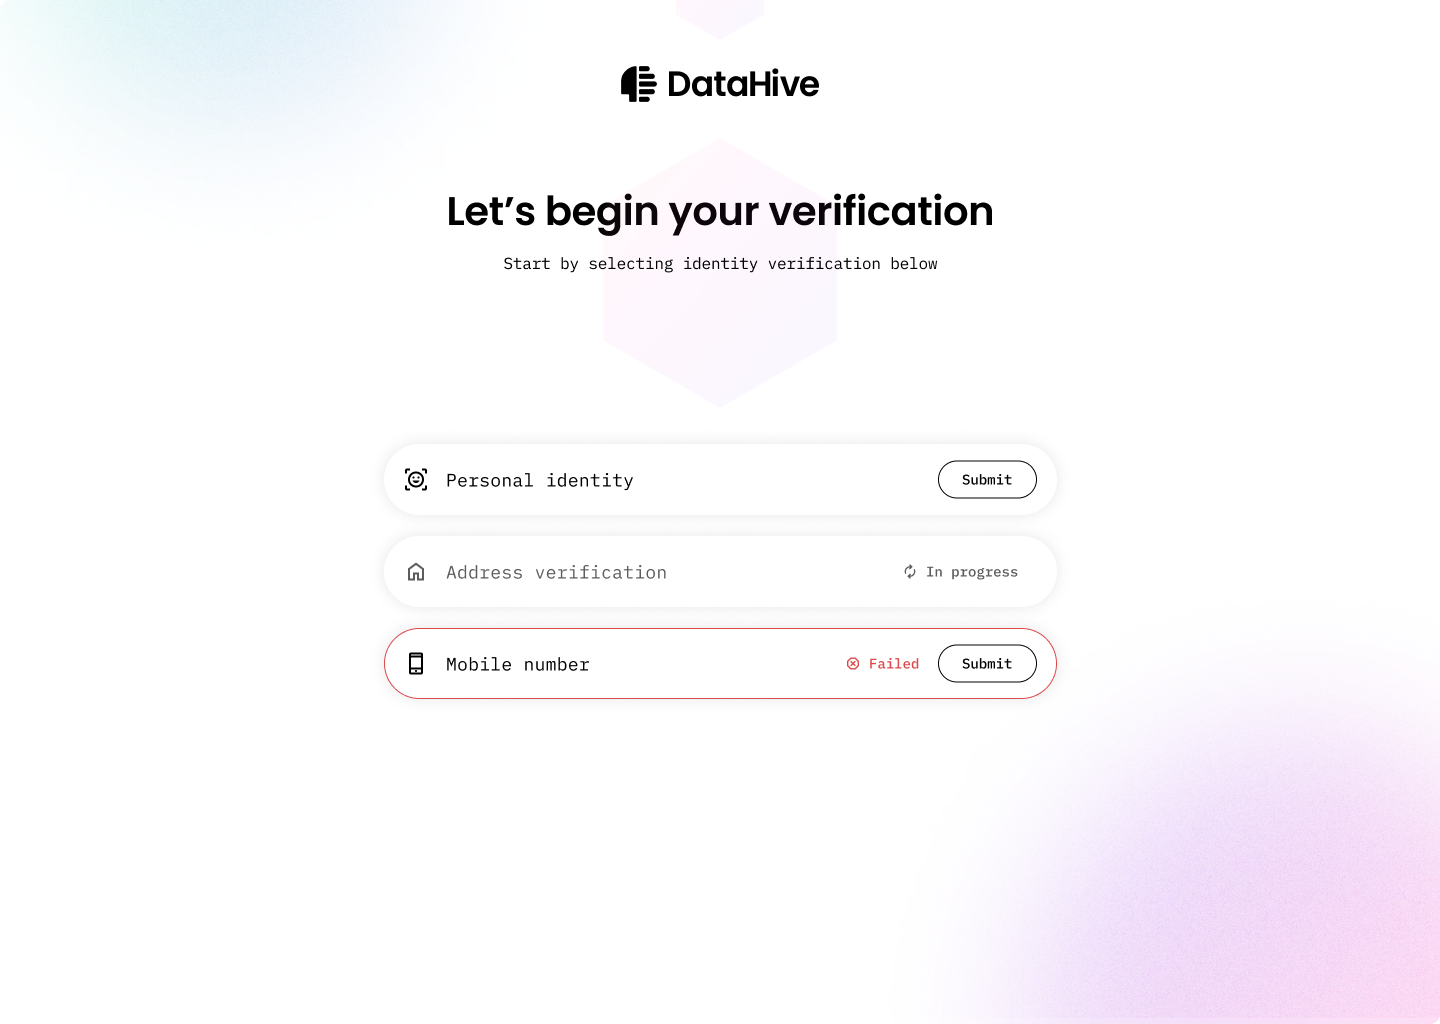 DataHive
Let’s begin your verification
Start by selecting identity verification below
Personal identity
Submit
Address verification
In progress
Mobile number
Failed
Submit